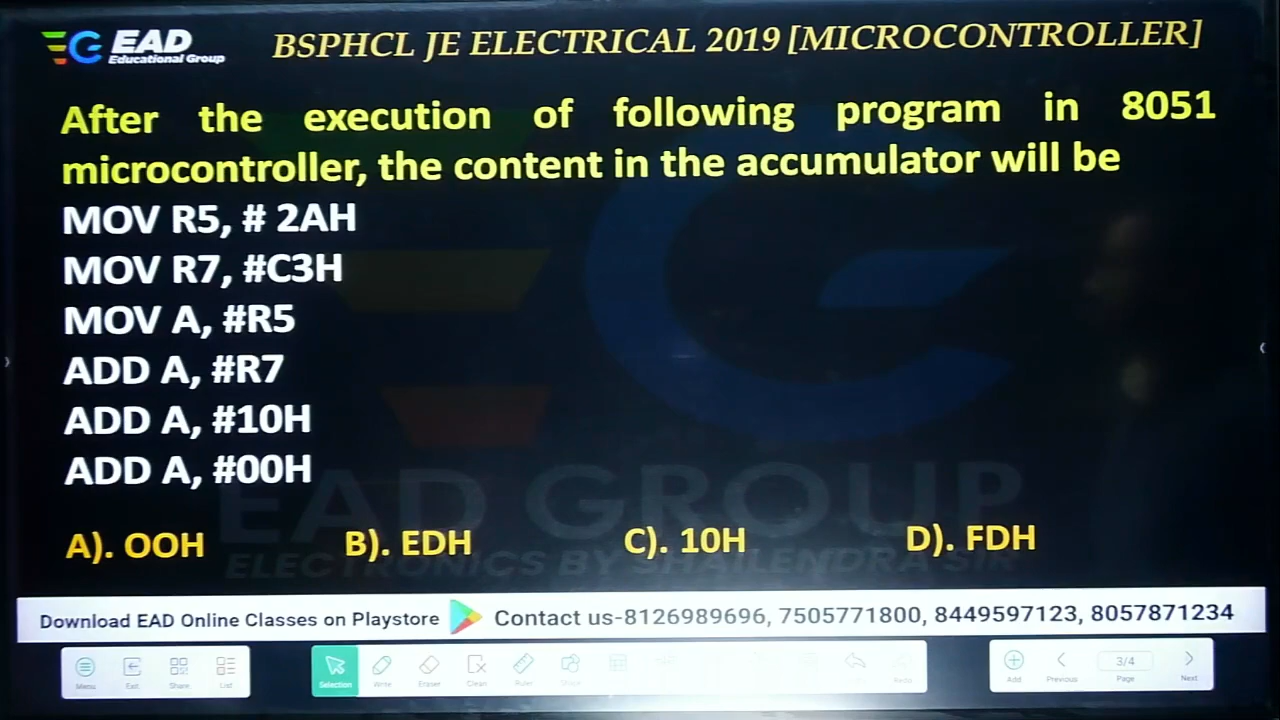 EAD
Educational Group
BSPHCL JE ELECTRICAL 2019 [MICROCONTROLLER]
After the execution of following program in 8051
microcontroller, the content in the accumulator will be
MOV R5, # 2AH
MOV R7, #C3H
MOV A, #R5
ADD A, #R7
ADD A, #10H
ADD A, #00H
EAD GROUP
A). OOH B). EDH C). 10H D). FDH
ELECTRONICS BY SHAILENDRA SIR
Download EAD Online Classes on Playstore Contact us-8126989696, 7505771800, 8449597123, 8057871234
Menu Exit Share List Selection Write Eraser Clean Ruler Shape Redo Add Previous 3/4 Page Next